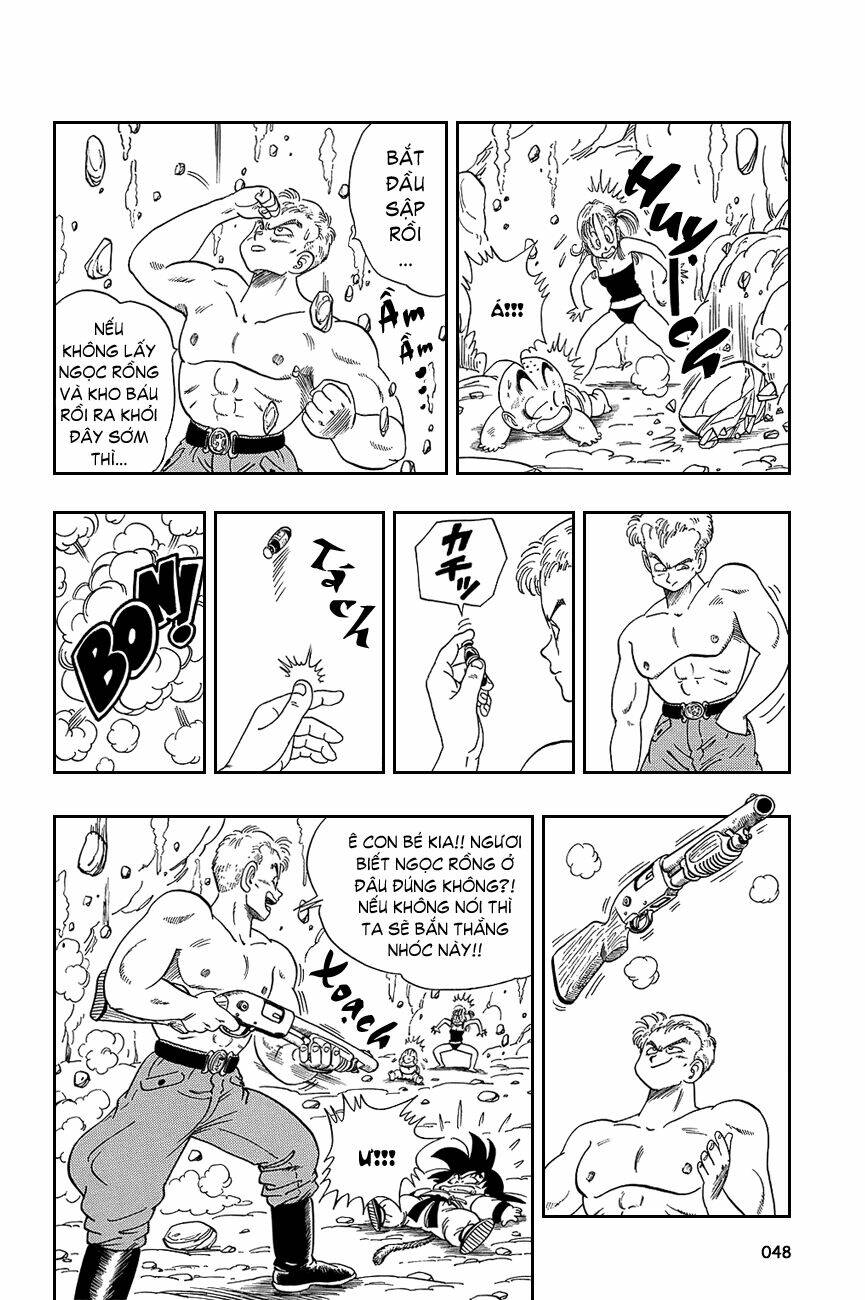 BẮT
ĐẦU
SẬP
RỒI
...
ẦM
ẦM...
NẾU
KHÔNG LẤY
NGỌC RỒNG
VÀ KHO BÁU
RỒI RA KHỎI
ĐÂY SỚM
THÌ...
HUỴCH
Á!!!
BON!
TÁCH
カチッ
Ê CON BÉ KIA!! NGƯƠI
BIẾT NGỌC RỒNG Ở
ĐÂU ĐÚNG KHÔNG?!
NẾU KHÔNG NÓI THÌ
TA SẼ BẮN THẰNG
NHÓC NÀY!!
XOẠCH
Ư!!!
048